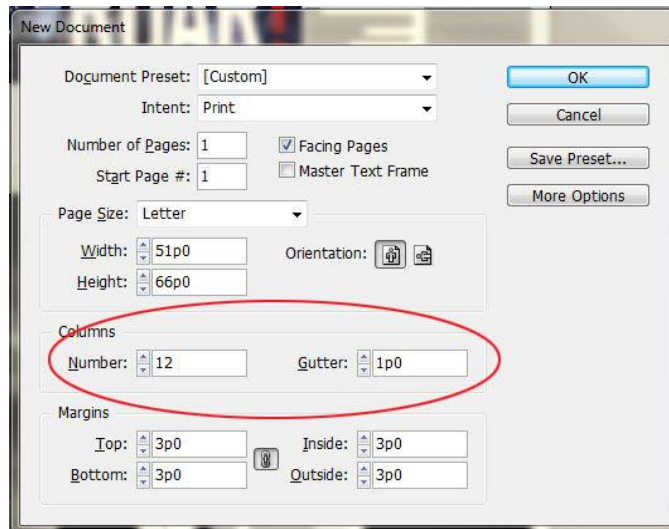 New Document
Document Preset: [Custom]
OK
Intent: Print
Cancel
Number of Pages: 1
Facing Pages
Save Preset...
Start Page #: 1
Master Text Frame
More Options
Page Size: Letter
Width: 51p0
Orientation:
Height: 66p0
Columns
Number: 12
Gutter: 1p0
Margins
Top: 3p0
Inside: 3p0
Bottom: 3p0
Outside: 3p0